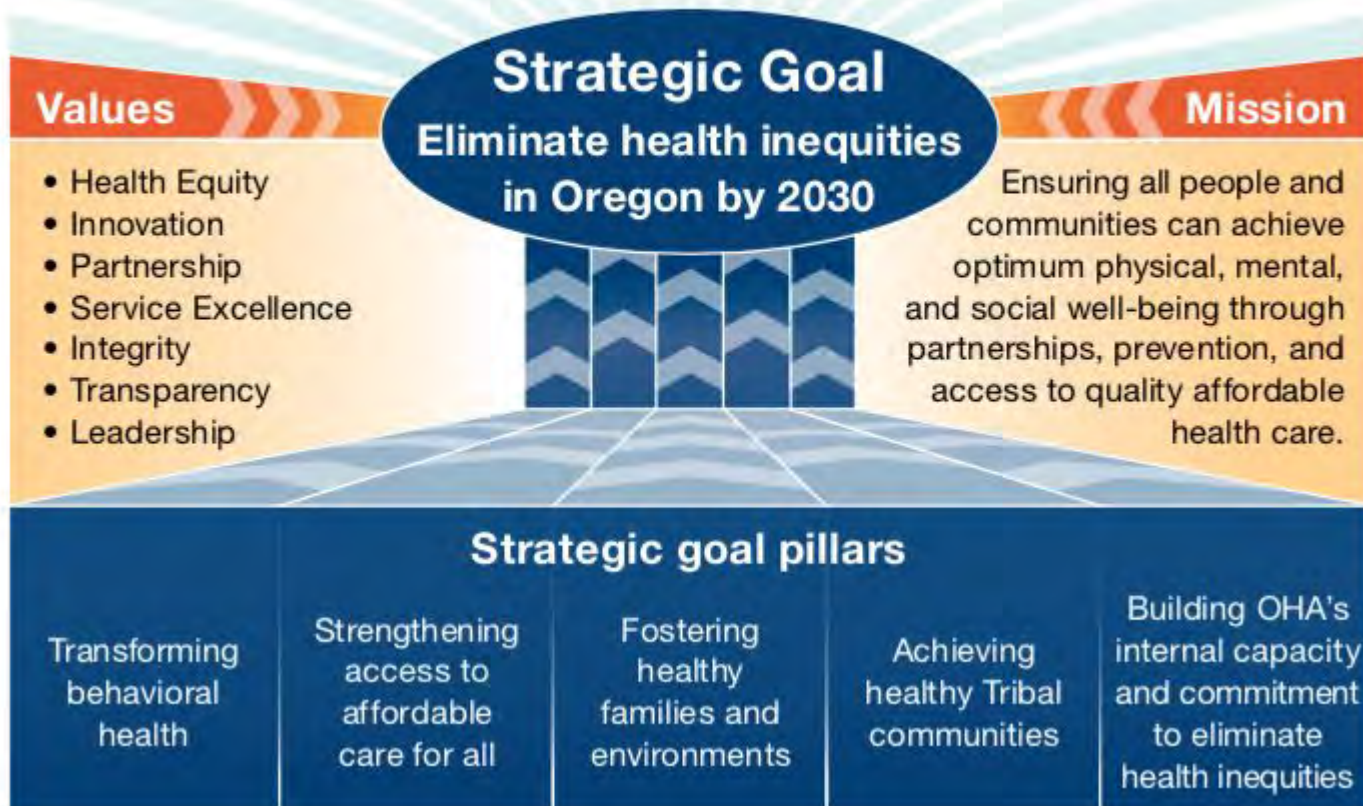 Strategic Goal
Eliminate health inequities
in Oregon by 2030
Values
• Health Equity
• Innovation
• Partnership
• Service Excellence
• Integrity
• Transparency
• Leadership
Mission
Ensuring all people and
communities can achieve
optimum physical, mental,
and social well-being through
partnerships, prevention, and
access to quality affordable
health care.
Strategic goal pillars
Transforming
behavioral
health
Strengthening
access to
affordable
care for all
Fostering
healthy
families and
environments
Achieving
healthy Tribal
communities
Building OHA’s
internal capacity
and commitment
to eliminate
health inequities